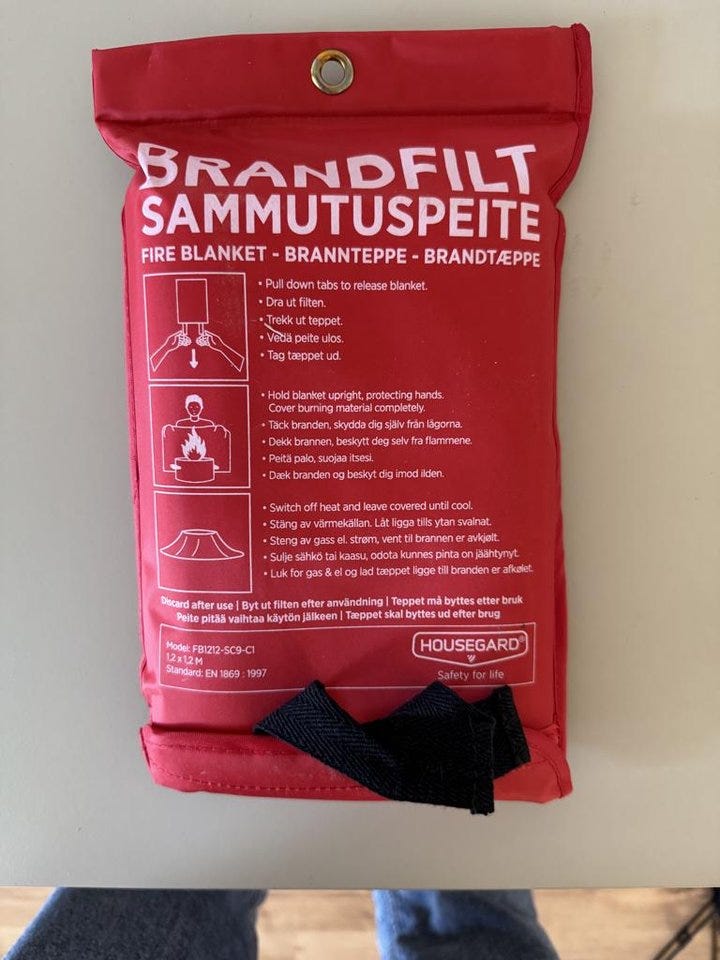 BRANDFILT
SAMMUTUSPEITE
FIRE BLANKET - BRANNTEPPE - BRANDTÆPPE
• Pull down tabs to release blanket.
• Dra ut filten.
• Trekk ut teppet.
• Vedä peite ulos.
• Tag tæppet ud.
• Hold blanket upright, protecting hands.
Cover burning material completely.
• Täck branden, skydda dig själv från lågorna.
• Dekk brannen, beskytt deg selv fra flammene.
• Peitä palo, suojaa itsesi.
• Dæk branden og beskyt dig imod ilden.
• Switch off heat and leave covered until cool.
• Stäng av värmekällan. Låt ligga tills ytan svalnat.
• Steng av gass el. strøm, vent til brannen er avkjølt.
• Sulje sähkö tai kaasu, odota kunnes pinta on jäähtynyt.
• Luk for gas & el og lad tæppet ligge till branden er afkølet.
Discard after use | Byt ut filten efter användning | Teppet må byttes etter bruk
Peite pitää vaihtaa käytön jälkeen | Tæppet skal byttes ud efter brug
Model: FB1212-SC9-C1
1,2 x 1,2 M
Standard: EN 1869 : 1997
HOUSEGARD®
Safety for life